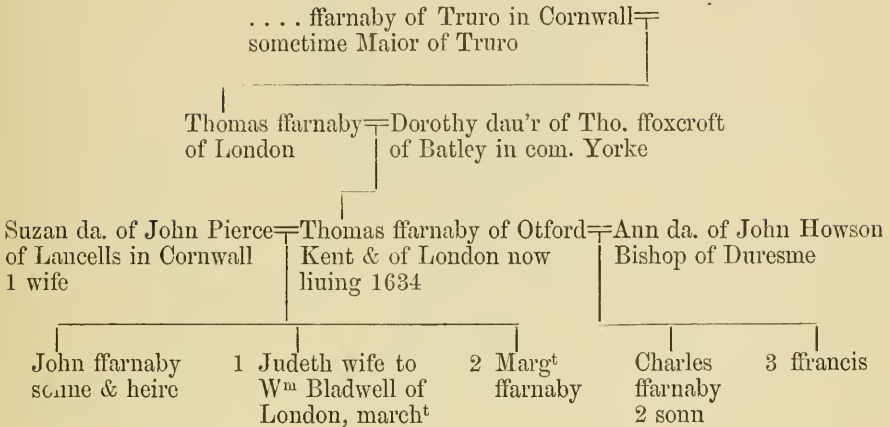 . . . . ffarnaby of Truro in Cornwall
sometime Maior of Truro
Thomas ffarnaby
of London
Dorothy dau'r of Tho. ffoxcroft
of Batley in com. Yorke
Suzan da. of John Pierce
of Lancells in Cornwall
1 wife
Thomas ffarnaby of Otford
Kent & of London now
liuing 1634
Ann da. of John Howson
Bishop of Duresme
John ffarnaby
sonne & heire
1 Judeth wife to
Wm Bladwell of
London, marcht
2 Margt
ffarnaby
Charles
ffarnaby
2 sonn
3 ffrancis